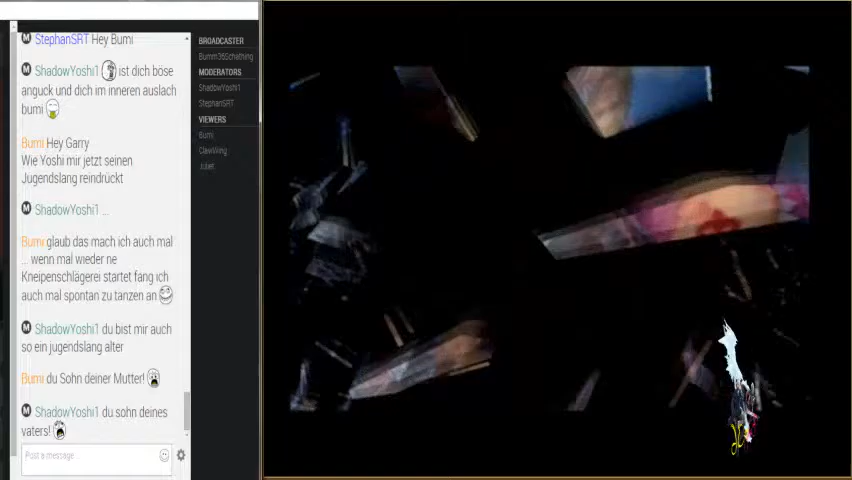 StephanSRT Hey Bumi
ShadowYoshi1 ist dich böse
anguck und dich im inneren auslach
bumi
Bumi Hey Garry
Wie Yoshi mir jetzt seinen
Jugendslang reindrückt
ShadowYoshi1 ...
Bumi glaub das mach ich auch mal
... wenn mal wieder ne
Kneipenschlägerei startet fang ich
auch mal spontan zu tanzen an
ShadowYoshi1 du bist mir auch
so ein jugendslang alter
Bumi du Sohn deiner Mutter!
ShadowYoshi1 du sohn deines
vaters!
Post a message
BROADCASTER
MODERATORS
ShadowYoshi1
StephanSRT
VIEWERS
Bumi
ClawWing
Juliet